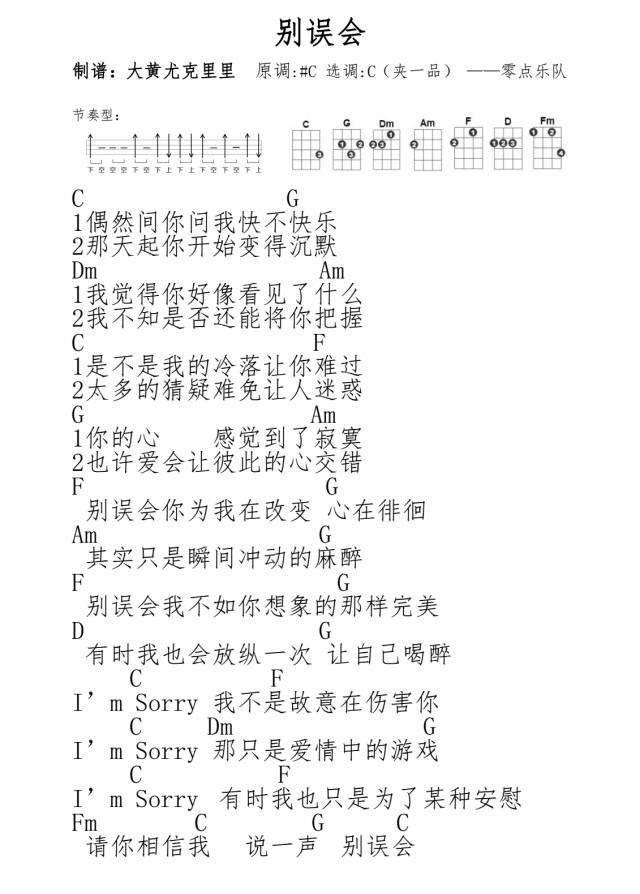 别误会
制谱：大黄尤克里里 原调:#C 选调:C（夹一品） ——零点乐队
节奏型：
C G Dm Am F D Fm
下 空 空 空 下 空 下 上 下 上 下 空 下 空 下 上
C G
1偶然间你问我快不快乐
2那天起你开始变得沉默
Dm Am
1我觉得你好像看见了什么
2我不知是否还能将你把握
C F
1是不是我的冷落让你难过
2太多的猜疑难免让人迷惑
G Am
1你的心 感觉到了寂寞
2也许爱会让彼此的心交错
F G
别误会你为我在改变 心在徘徊
Am G
其实只是瞬间冲动的麻醉
F G
别误会我不如你想象的那样完美
D G
有时我也会放纵一次 让自己喝醉
C F
I’m Sorry 我不是故意在伤害你
C Dm G
I’m Sorry 那只是爱情中的游戏
C F
I’m Sorry 有时我也只是为了某种安慰
Fm C G C
请你相信我 说一声 别误会